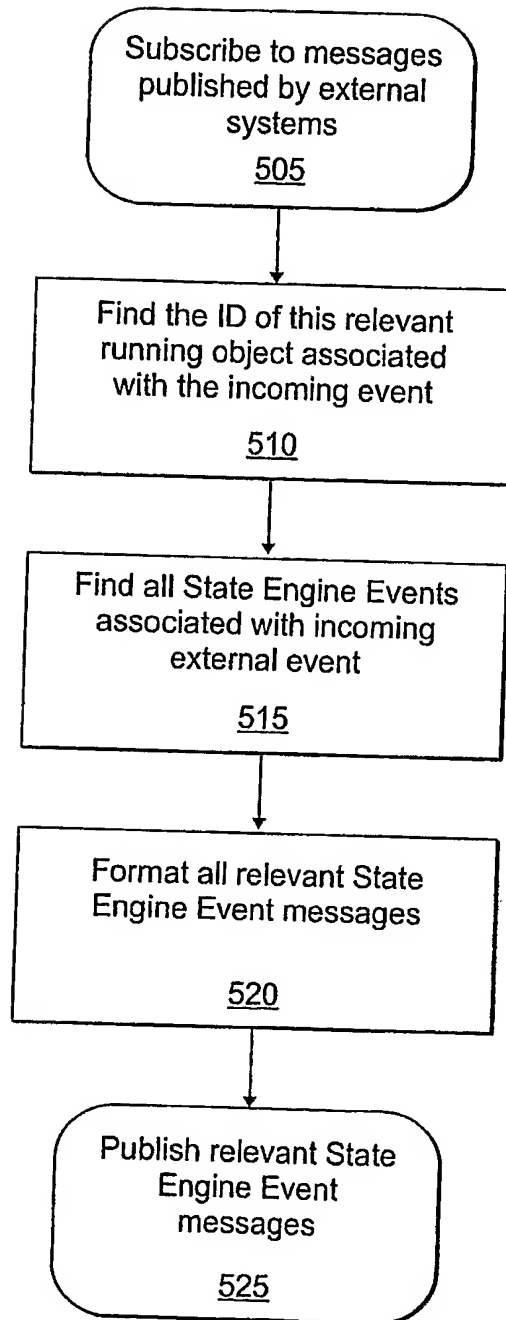 Subscribe to messages
published by external
systems
505
Find the ID of this relevant
running object associated
with the incoming event
510
Find all State Engine Events
associated with incoming
external event
515
Format all relevant State
Engine Event messages
520
Publish relevant State
Engine Event
messages
525